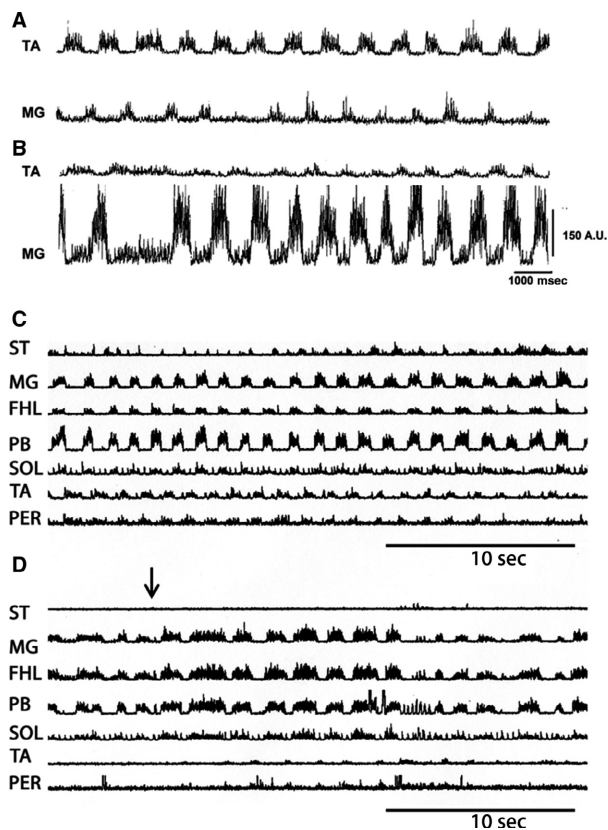 A
TA
MG
B
TA
MG
150 A.U.
1000 msec
C
ST
MG
FHL
PB
SOL
TA
PER
10 sec
D
ST
MG
FHL
PB
SOL
TA
PER
10 sec